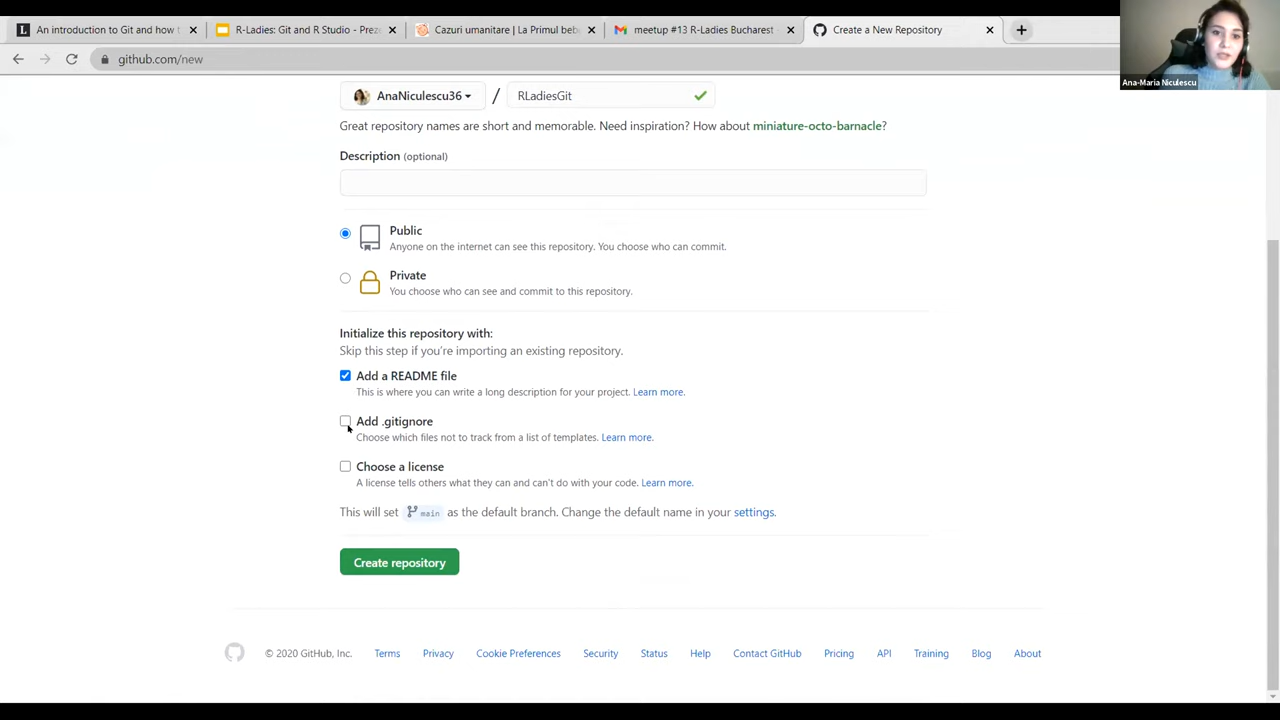 An introduction to Git and how t
R-Ladies: Git and R Studio - Preze
Cazuri umanitare | La Primul beb
meetup #13 R-Ladies Bucharest -
Create a New Repository
github.com/new
Ana-Maria Niculescu
AnaNiculescu36 / RLadiesGit
Great repository names are short and memorable. Need inspiration? How about miniature-octo-barnacle?
Description (optional)
Public
Anyone on the internet can see this repository. You choose who can commit.
Private
You choose who can see and commit to this repository.
Initialize this repository with:
Skip this step if you're importing an existing repository.
Add a README file
This is where you can write a long description for your project. Learn more.
Add .gitignore
Choose which files not to track from a list of templates. Learn more.
Choose a license
A license tells others what they can and can't do with your code. Learn more.
This will set main as the default branch. Change the default name in your settings.
Create repository
© 2020 GitHub, Inc. Terms Privacy Cookie Preferences Security Status Help Contact GitHub Pricing API Training Blog About